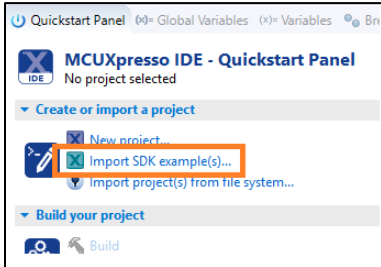 Quickstart Panel (x)= Global Variables (x)= Variables
IDE
MCUXpresso IDE - Quickstart Panel
No project selected
Create or import a project
New project...
Import SDK example(s)...
Import project(s) from file system...
Build your project
Build